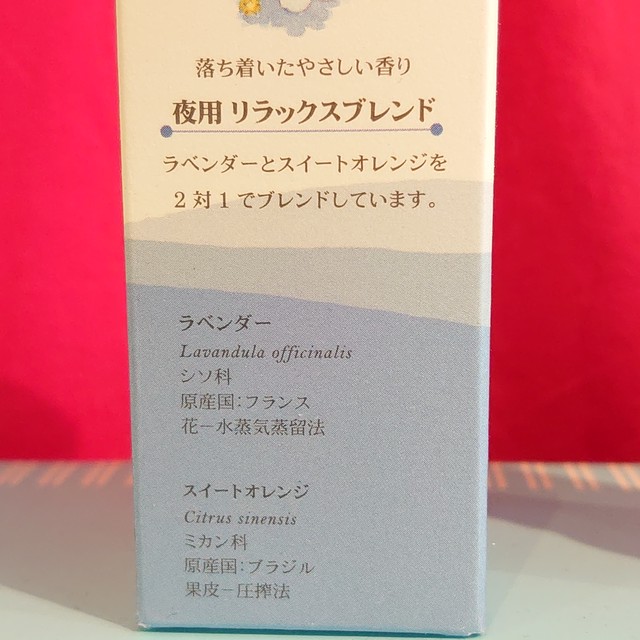 落ち着いたやさしい香り
夜用 リラックスブレンド
ラベンダーとスイートオレンジを
2対1でブレンドしています。
ラベンダー
Lavandula officinalis
シソ科
原産国:フランス
花－水蒸気蒸留法
スイートオレンジ
Citrus sinensis
ミカン科
原産国:ブラジル
果皮－圧搾法